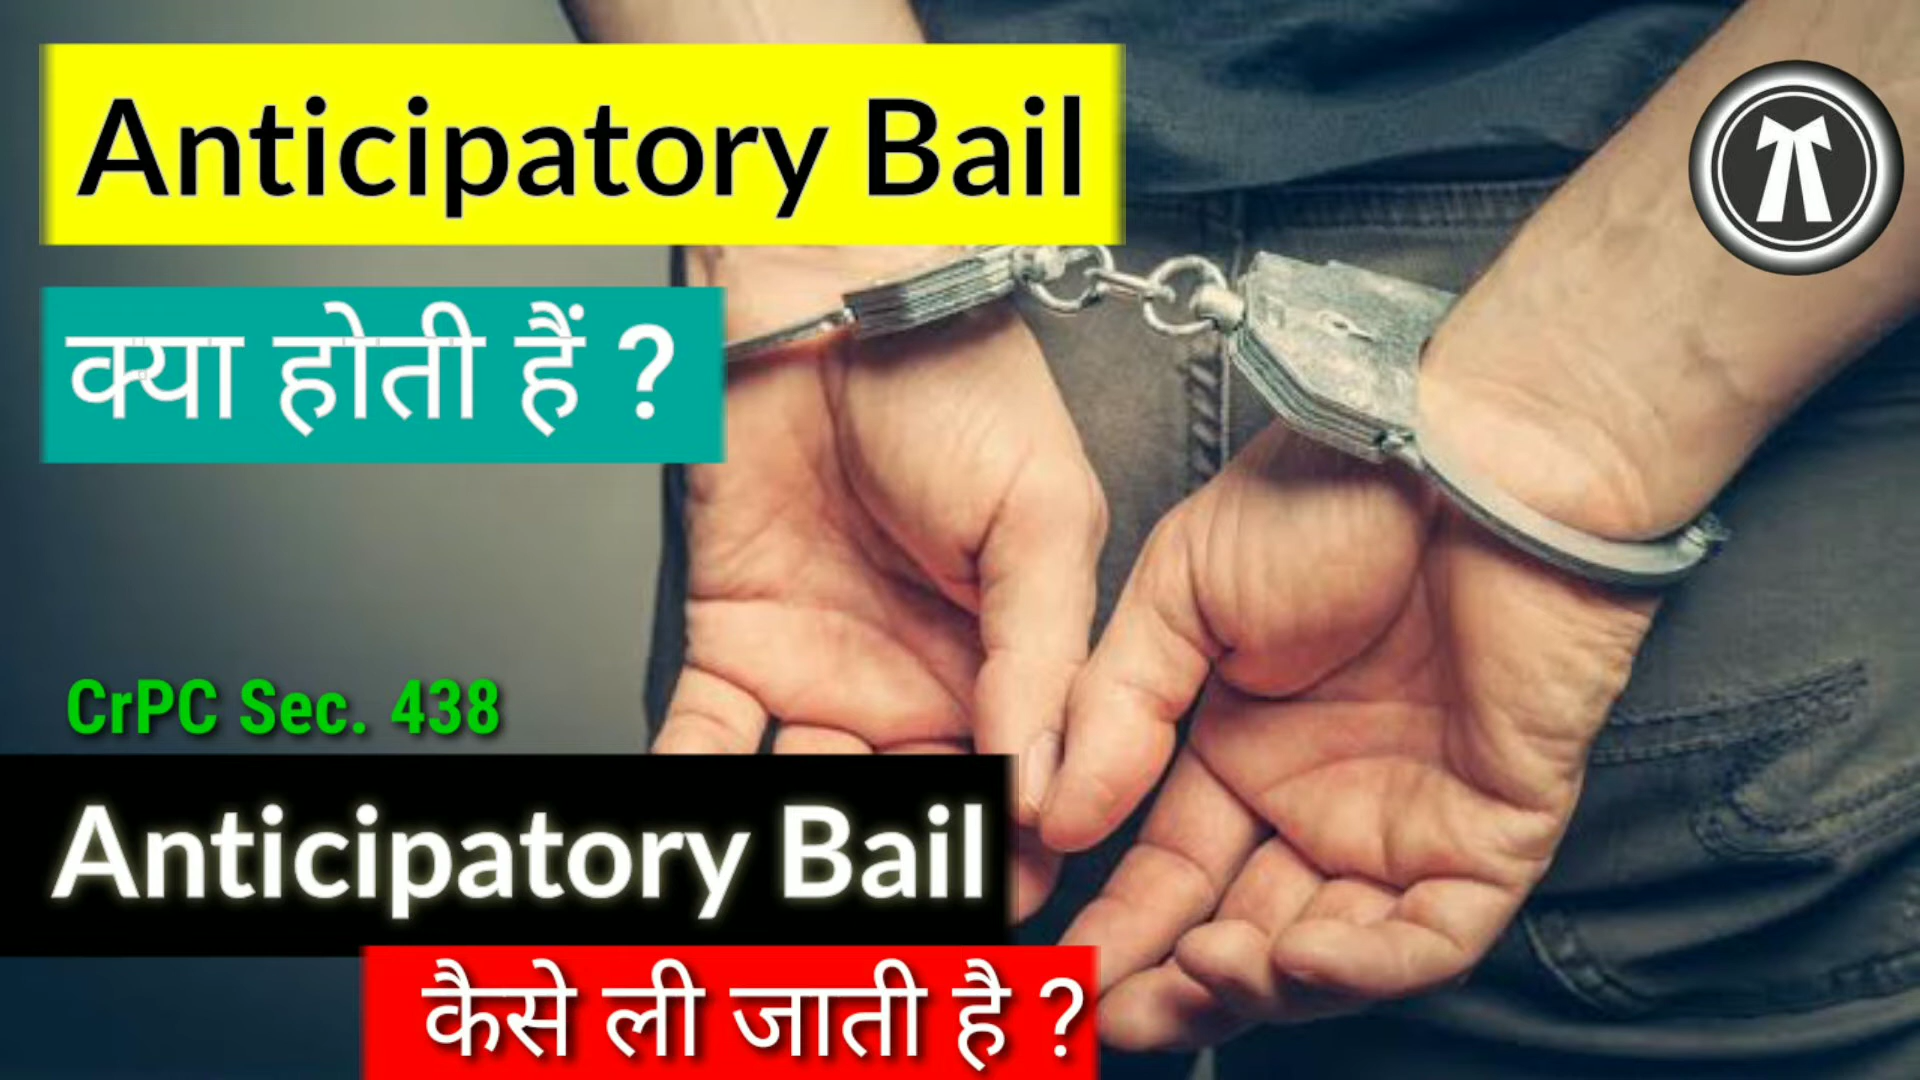 Anticipatory Bail
क्या होती हैं ?
CrPC Sec. 438
Anticipatory Bail
कैसे ली जाती है ?